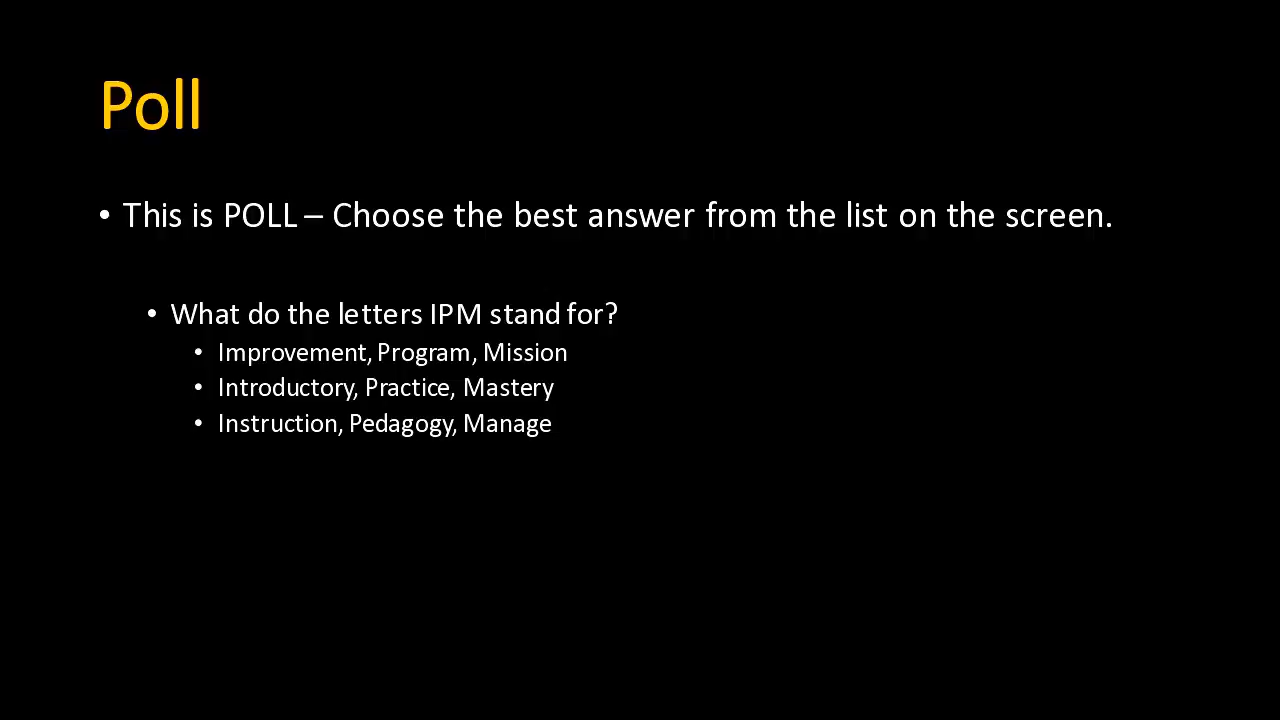 Poll
• This is POLL – Choose the best answer from the list on the screen.
• What do the letters IPM stand for?
• Improvement, Program, Mission
• Introductory, Practice, Mastery
• Instruction, Pedagogy, Manage